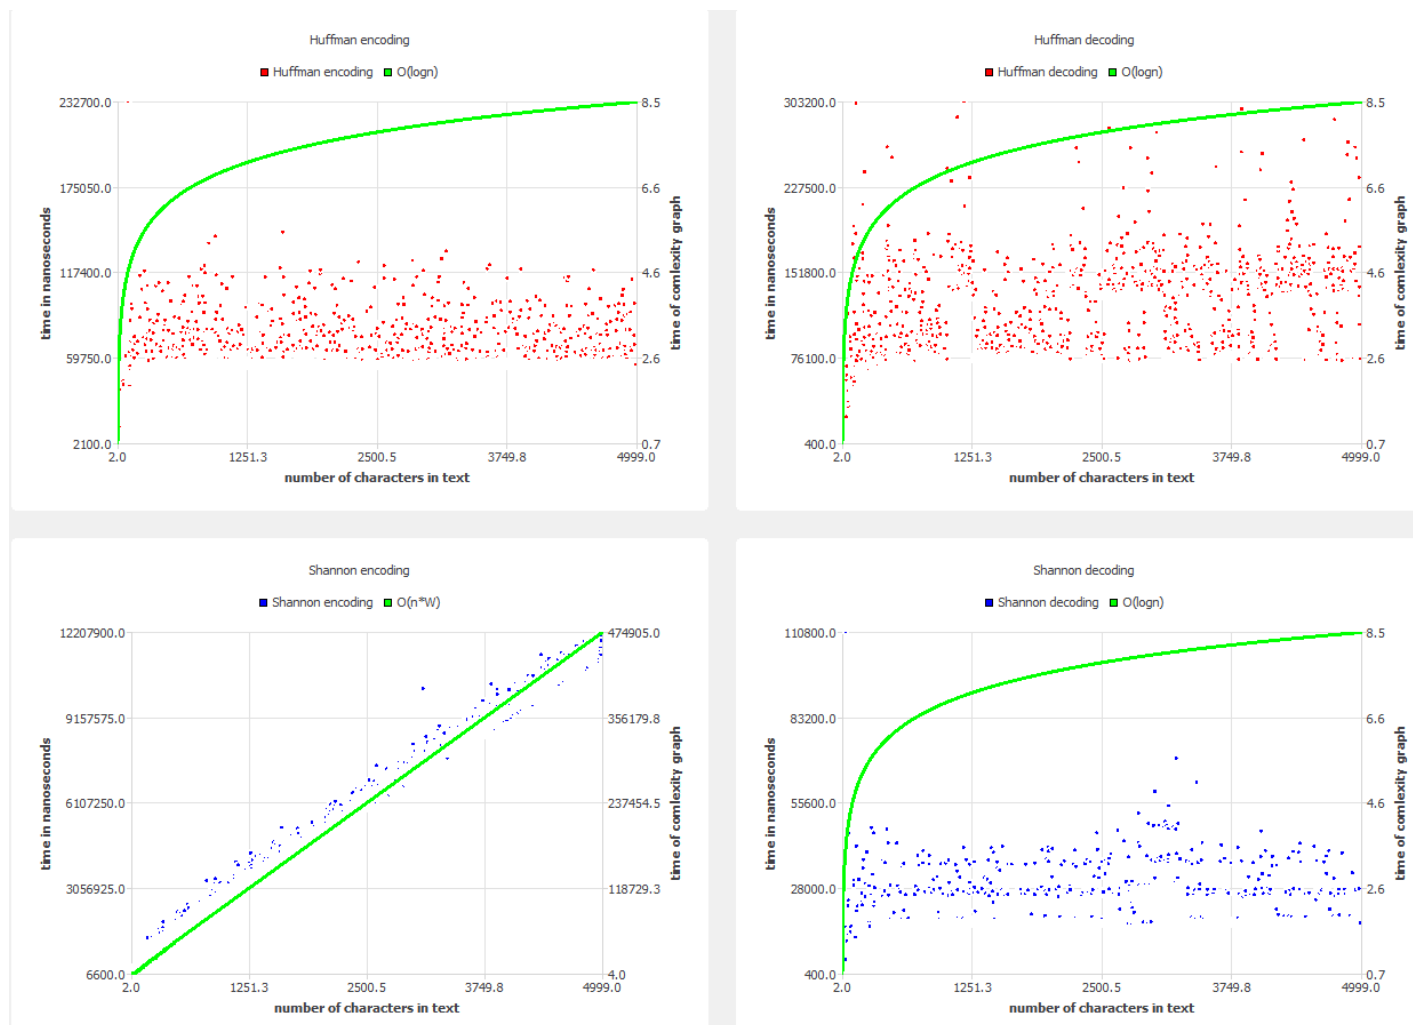 Huffman encoding
Huffman encoding O(logn)
232700.0
175050.0
117400.0
59750.0
2100.0
time in nanoseconds
8.5
6.6
4.6
2.6
0.7
time of comlexity graph
2.0 1251.3 2500.5 3749.8 4999.0
number of characters in text
Huffman decoding
Huffman decoding O(logn)
303200.0
227500.0
151800.0
76100.0
400.0
time in nanoseconds
8.5
6.6
4.6
2.6
0.7
time of comlexity graph
2.0 1251.3 2500.5 3749.8 4999.0
number of characters in text
Shannon encoding
Shannon encoding O(n*W)
12207900.0
9157575.0
6107250.0
3056925.0
6600.0
time in nanoseconds
474905.0
356179.8
237454.5
118729.3
4.0
time of comlexity graph
2.0 1251.3 2500.5 3749.8 4999.0
number of characters in text
Shannon decoding
Shannon decoding O(logn)
110800.0
83200.0
55600.0
28000.0
400.0
time in nanoseconds
8.5
6.6
4.6
2.6
0.7
time of comlexity graph
2.0 1251.3 2500.5 3749.8 4999.0
number of characters in text